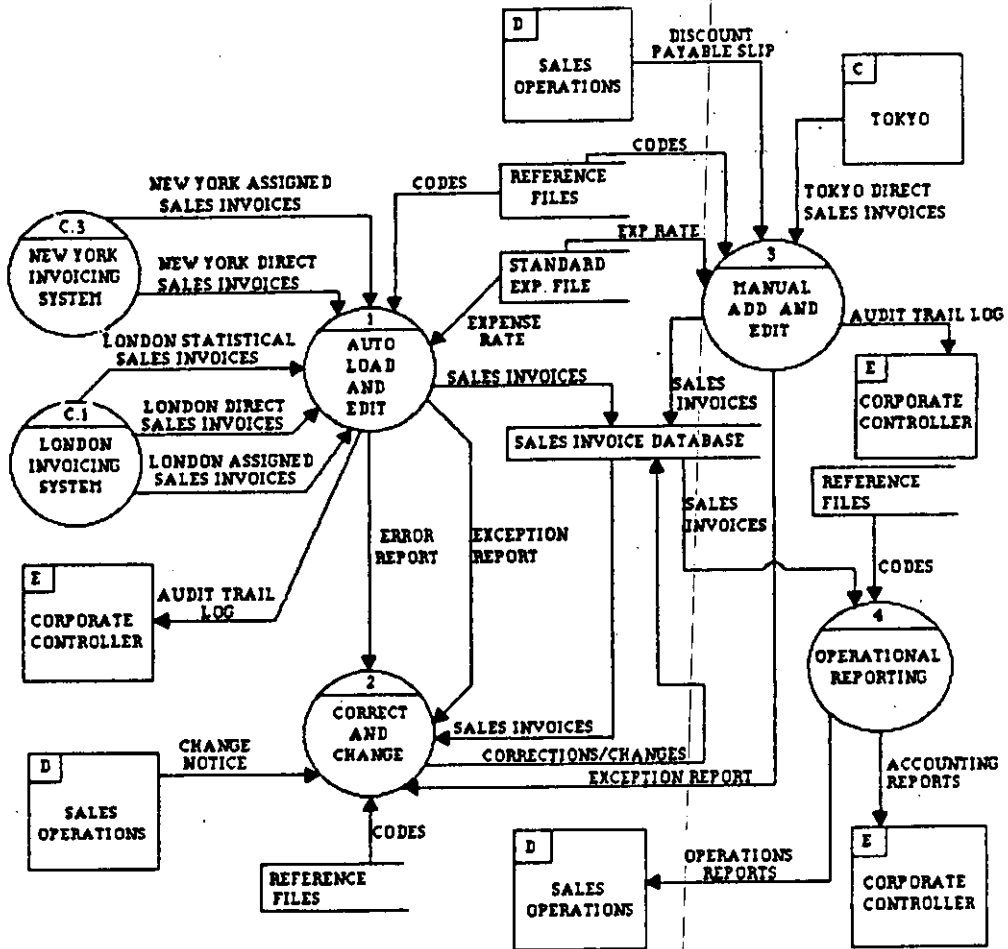 D
SALES
OPERATIONS
DISCOUNT
PAYABLE SLIP
C
TOKYO
CODES
REFERENCE
FILES
CODES
TOKYO DIRECT
SALES INVOICES
NEW YORK ASSIGNED
SALES INVOICES
C.3
NEW YORK
INVOICING
SYSTEM
NEW YORK DIRECT
SALES INVOICES
EXP RATE
STANDARD
EXP. FILE
EXPENSE
RATE
3
MANUAL
ADD AND
EDIT
AUDIT TRAIL LOG
E
CORPORATE
CONTROLLER
1
AUTO
LOAD
AND
EDIT
LONDON STATISTICAL
SALES INVOICES
C.1
LONDON
INVOICING
SYSTEM
LONDON DIRECT
SALES INVOICES
LONDON ASSIGNED
SALES INVOICES
SALES INVOICES
SALES
INVOICES
SALES INVOICE DATABASE
SALES
INVOICES
REFERENCE
FILES
CODES
ERROR
REPORT
EXCEPTION
REPORT
E
CORPORATE
CONTROLLER
AUDIT TRAIL
LOG
4
OPERATIONAL
REPORTING
2
CORRECT
AND
CHANGE
SALES INVOICES
CORRECTIONS/CHANGES
EXCEPTION REPORT
D
SALES
OPERATIONS
CHANGE
NOTICE
CODES
REFERENCE
FILES
ACCOUNTING
REPORTS
OPERATIONS
REPORTS
D
SALES
OPERATIONS
E
CORPORATE
CONTROLLER